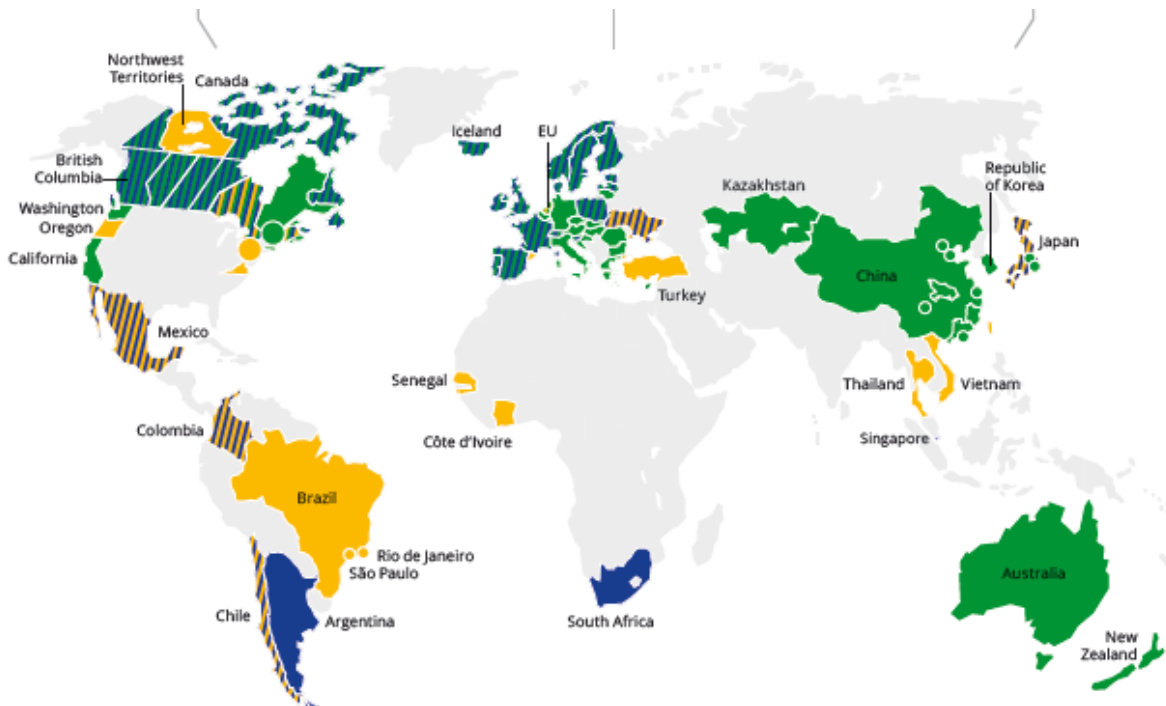 Northwest
Territories
Canada
Iceland
EU
British
Columbia
Republic
of Korea
Kazakhstan
Washington
Oregon
California
Japan
China
Turkey
Mexico
Senegal
Thailand
Vietnam
Colombia
Côte d'Ivoire
Singapore
Brazil
Rio de Janeiro
São Paulo
Australia
Chile
Argentina
South Africa
New
Zealand